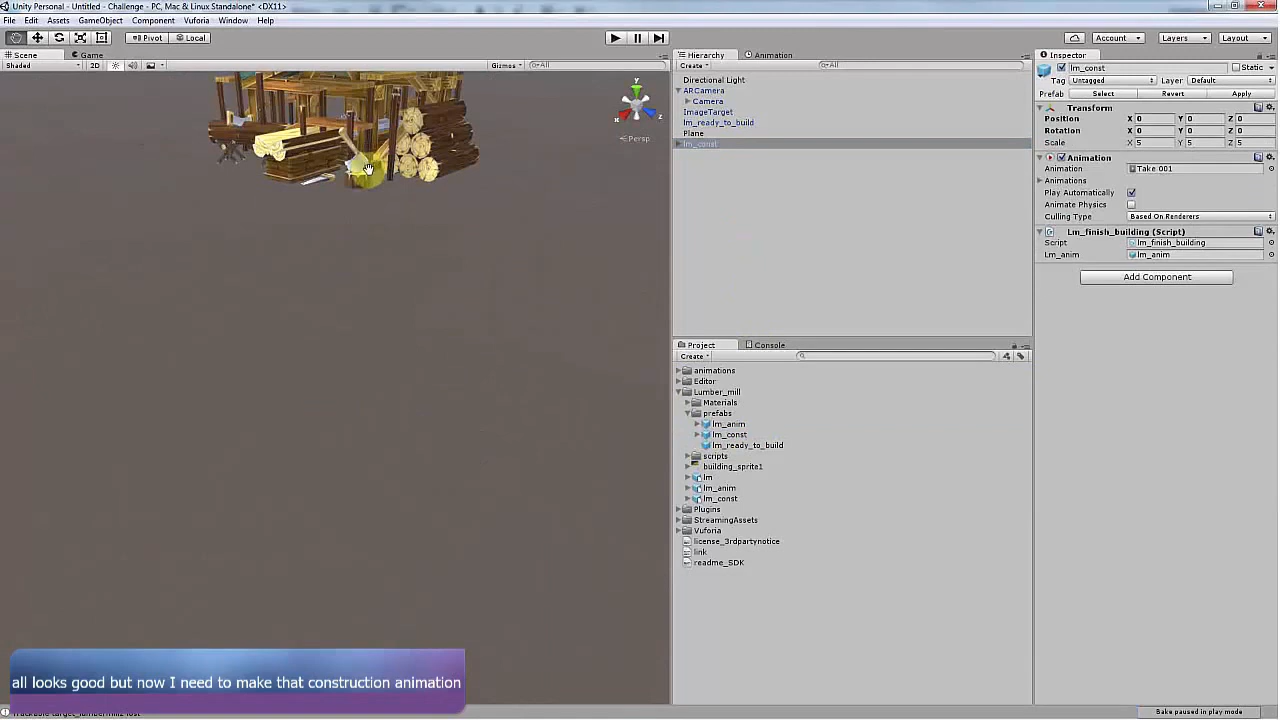 Unity Personal - Untitled - Challenge - PC, Mac & Linux Standalone* <DX11>
File Edit Assets GameObject Component Vuforia Window Help
Pivot Local Account Layers Layout
Scene Game
Shaded 2D Gizmos All
Persp
y
x
z
Hierarchy Animation
Create All
Directional Light
ARCamera
Camera
ImageTarget
lm_ready_to_build
Plane
lm_const
Project Console
Create
animations
Editor
Lumber_mill
Materials
prefabs
lm_anim
lm_const
lm_ready_to_build
scripts
building_sprite1
lm
lm_anim
lm_const
Plugins
StreamingAssets
Vuforia
license_3rdpartynotice
link
readme_SDK
Inspector
lm_const Static
Tag Untagged Layer Default
Prefab Select Revert Apply
Transform
Position X 0 Y 0 Z 0
Rotation X 0 Y 0 Z 0
Scale X 5 Y 5 Z 5
Animation
Animation Take 001
Animations
Play Automatically
Animate Physics
Culling Type Based On Renderers
Lm_finish_building (Script)
Script lm_finish_building
Lm_anim lm_anim
Add Component
all looks good but now I need to make that construction animation
Bake paused in play mode